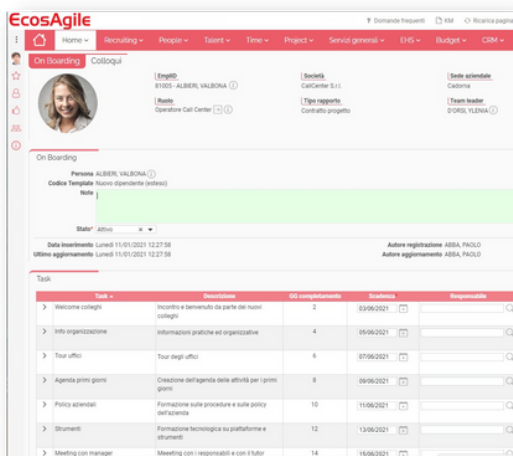 EcosAgile
? Domande frequenti KM Ricarica pagina
Home Recruiting People Talent Time Project Servizi generali EHS Budget CRM
On Boarding Colloqui
EmplID Società Sede aziendale
81005 - ALBIERI, VALBONA CallCenter S.r.l. Cadorna
Ruolo Tipo rapporto Team leader
Operatore Call Center Contratto progetto D'ORSI, YLENIA
On Boarding
Persona ALBIERI, VALBONA
Codice Template Nuovo dipendente (esteso)
Note
Stato* Attivo
Data inserimento Lunedì 11/01/2021 12:27:58 Autore registrazione ABBA, PAOLO
Ultimo aggiornamento Lunedì 11/01/2021 12:27:58 Autore aggiornamento ABBA, PAOLO
Task
Task Descrizione GG completamento Scadenza Responsabile
Welcome colleghi Incontro e benvenuto da parte dei nuovi 2 03/06/2021
colleghi
Info organizzazione Informazioni pratiche ed organizzative 4 05/06/2021
Tour uffici Tour degli uffici 6 07/06/2021
Agenda primi giorni Creazione dell'agenda delle attività per i primi 8 09/06/2021
giorni
Policy aziendali Formazione sulle procedure e sulle policy 10 11/06/2021
dell'azienda
Strumenti Formazione tecnologica su piattaforme e 12 13/06/2021
strumenti
Meeting con manager Meeting con i responsabili e con il tutor 14 15/06/2021